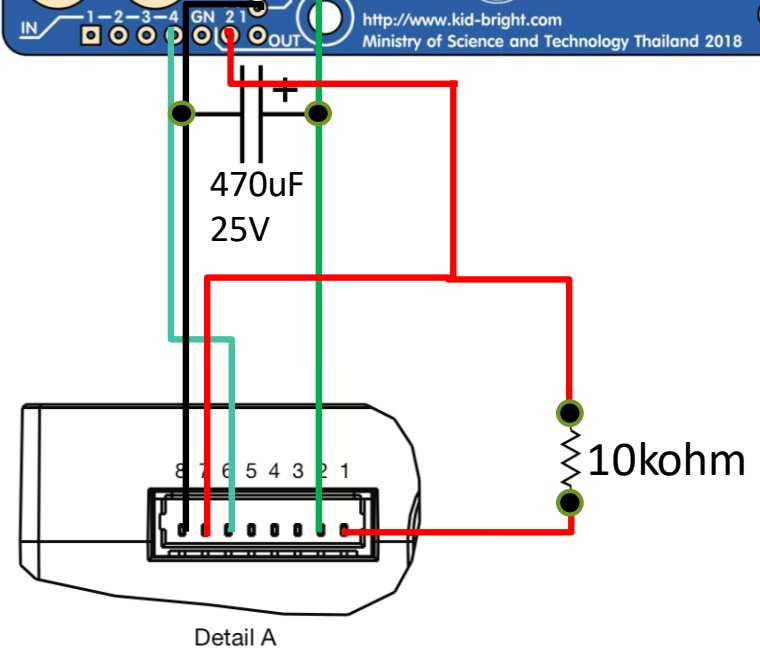 IN
1-2-3-4 GN 2 1
OUT
http://www.kid-bright.com
Ministry of Science and Technology Thailand 2018
+
470uF
25V
10kohm
8 7 6 5 4 3 2 1
Detail A